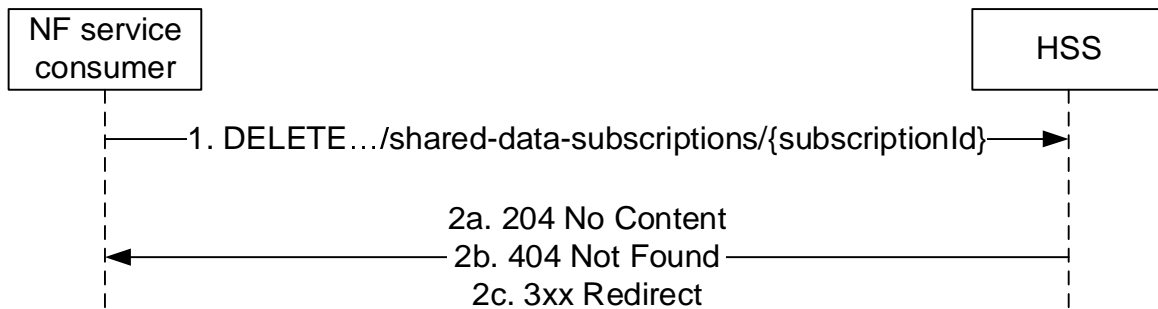 NF service
consumer
HSS
1. DELETE…/shared-data-subscriptions/{subscriptionId}
2a. 204 No Content
2b. 404 Not Found
2c. 3xx Redirect